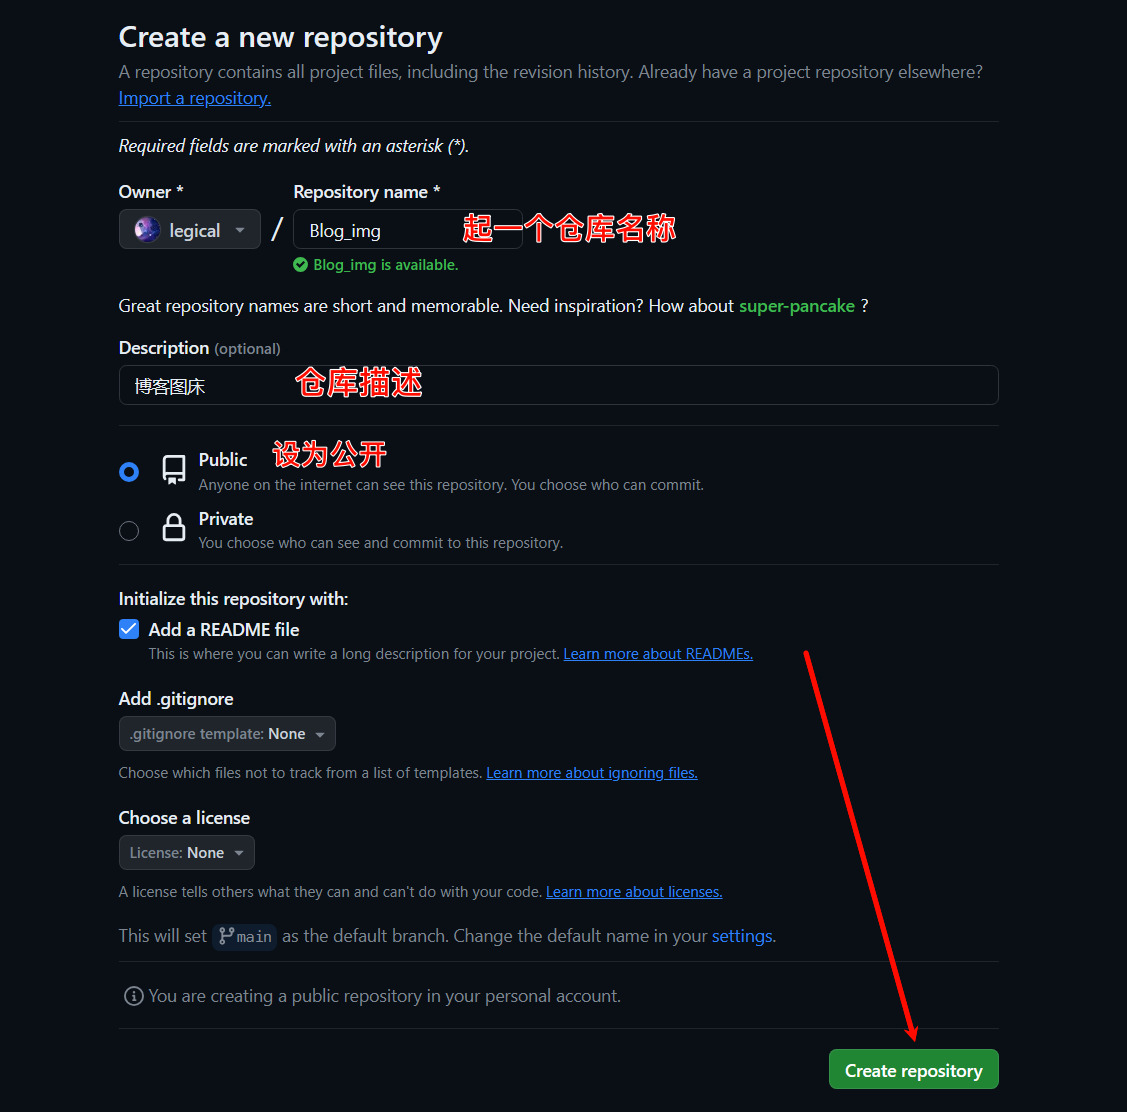 Create a new repository
A repository contains all project files, including the revision history. Already have a project repository elsewhere?
Import a repository.
Required fields are marked with an asterisk (*).
Owner *
Repository name *
legical
/
Blog_img
起一个仓库名称
Blog_img is available.
Great repository names are short and memorable. Need inspiration? How about super-pancake ?
Description (optional)
博客图床
仓库描述
Public
设为公开
Anyone on the internet can see this repository. You choose who can commit.
Private
You choose who can see and commit to this repository.
Initialize this repository with:
Add a README file
This is where you can write a long description for your project. Learn more about READMEs.
Add .gitignore
.gitignore template: None
Choose which files not to track from a list of templates. Learn more about ignoring files.
Choose a license
License: None
A license tells others what they can and can't do with your code. Learn more about licenses.
This will set main as the default branch. Change the default name in your settings.
You are creating a public repository in your personal account.
Create repository